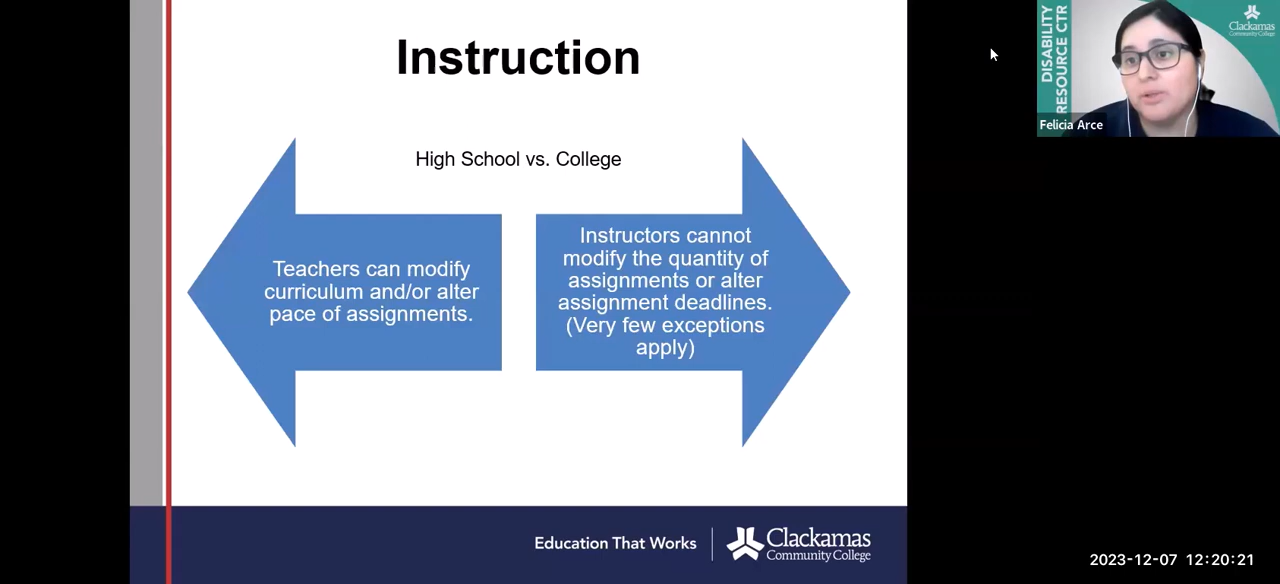 Instruction
High School vs. College
Teachers can modify
curriculum and/or alter
pace of assignments.
Instructors cannot
modify the quantity of
assignments or alter
assignment deadlines.
(Very few exceptions
apply)
Education That Works
Clackamas
Community College
DISABILITY
RESOURCE CTR
Clackamas
Community College
Felicia Arce
2023-12-07 12:20:21